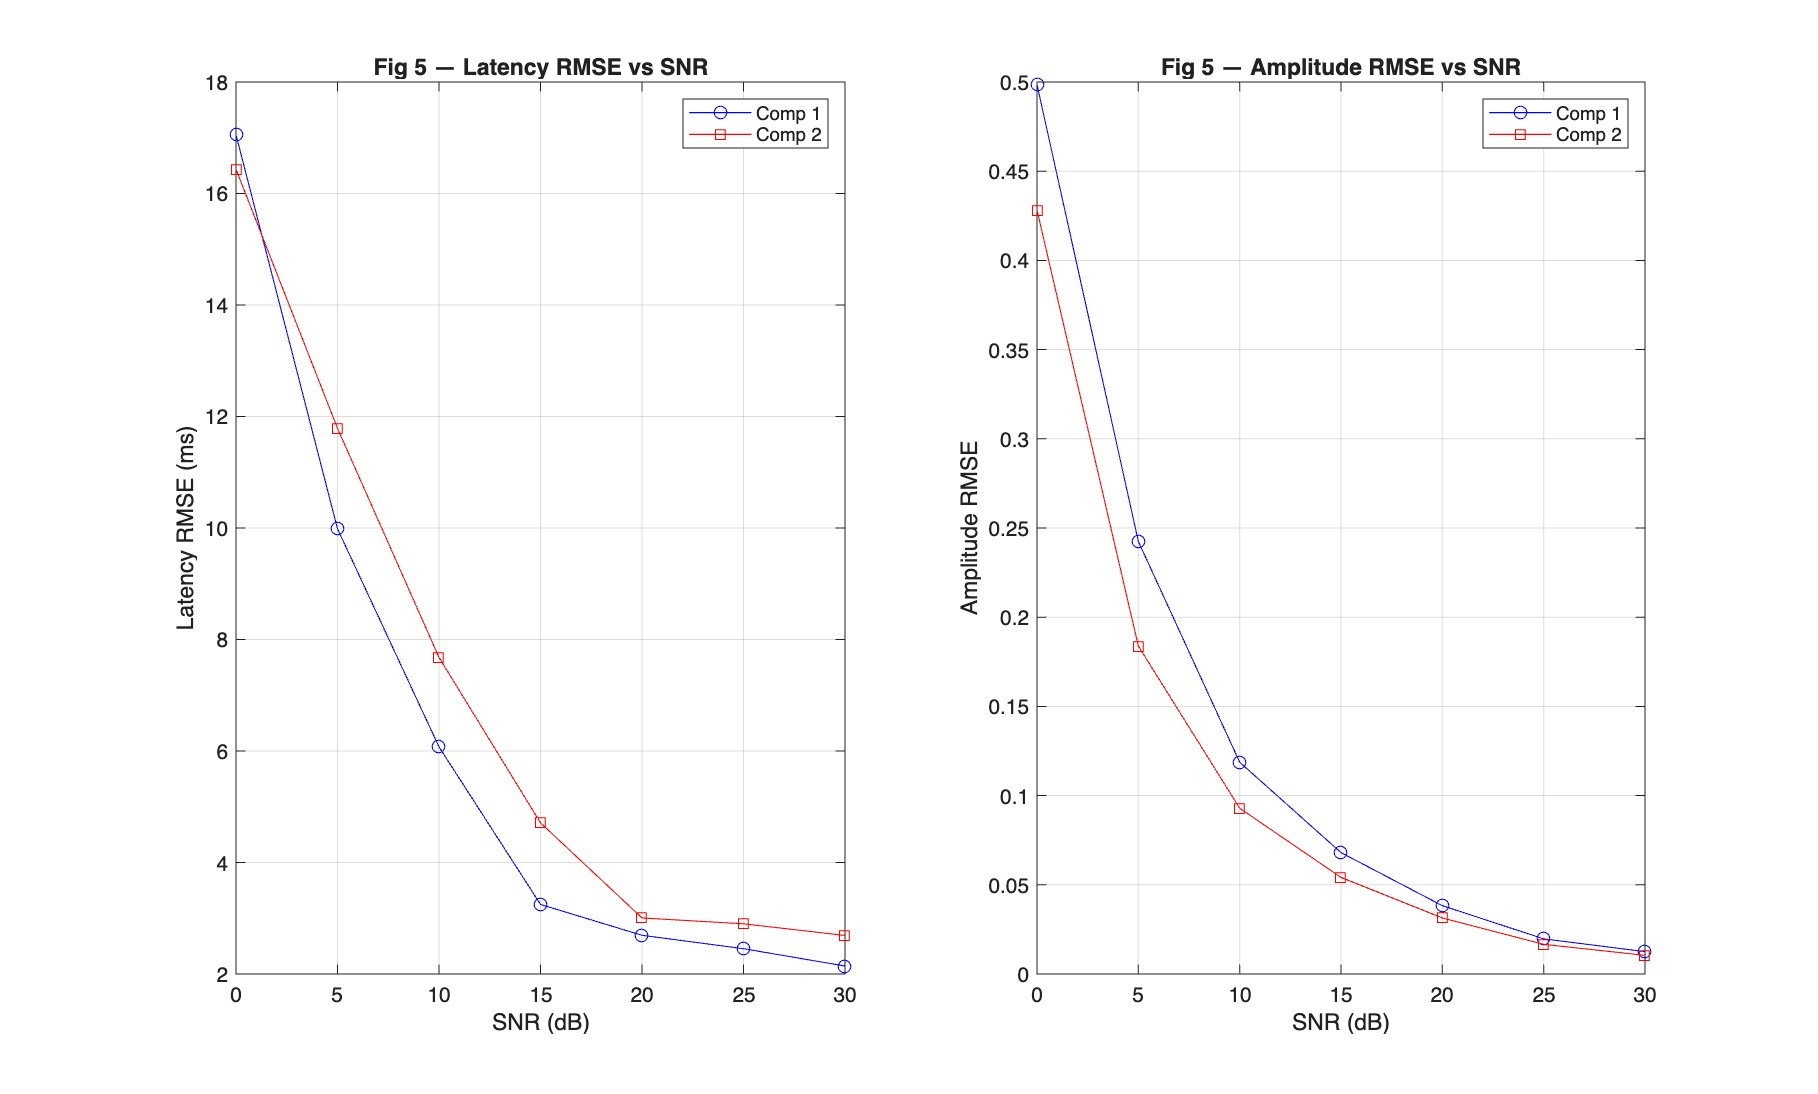 Fig 5 — Latency RMSE vs SNR
18
16
14
12
10
8
6
4
2
0 5 10 15 20 25 30
Latency RMSE (ms)
SNR (dB)
Comp 1
Comp 2
Fig 5 — Amplitude RMSE vs SNR
0.5
0.45
0.4
0.35
0.3
0.25
0.2
0.15
0.1
0.05
0
0 5 10 15 20 25 30
Amplitude RMSE
SNR (dB)
Comp 1
Comp 2